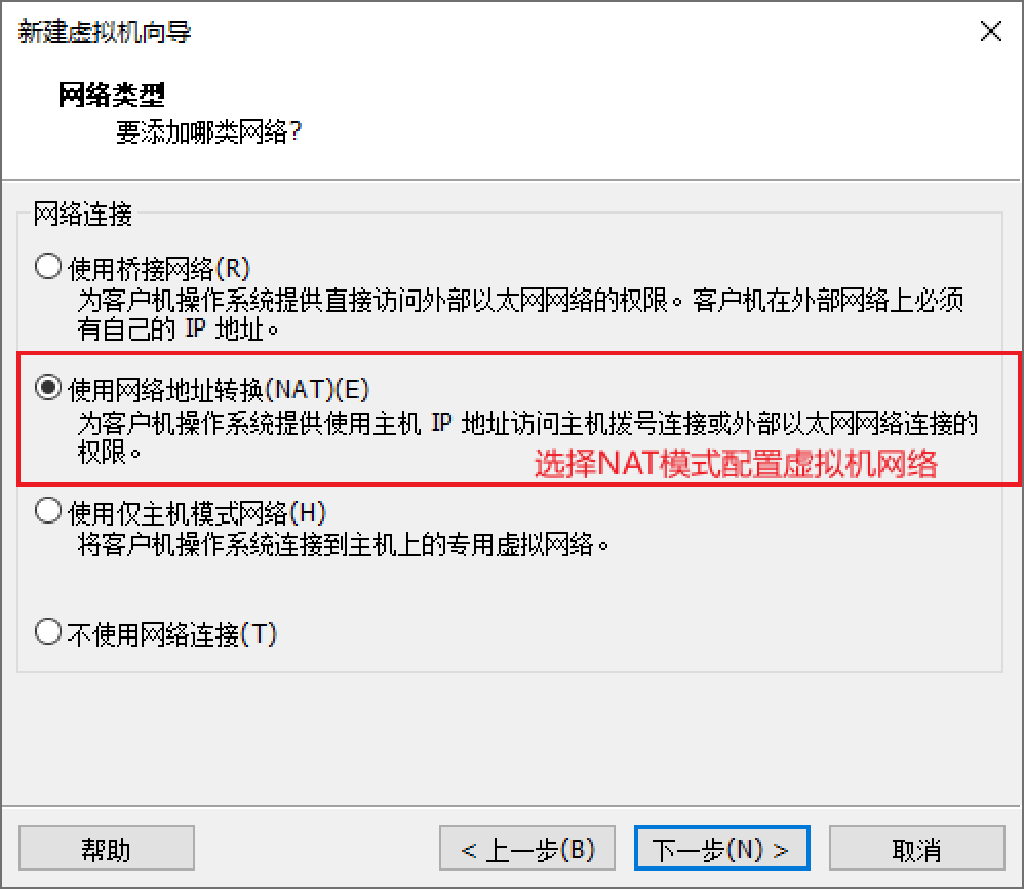 新建虚拟机向导
网络类型
要添加哪类网络?
网络连接
使用桥接网络(R)
为客户机操作系统提供直接访问外部以太网网络的权限。客户机在外部网络上必须
有自己的 IP 地址。
使用网络地址转换(NAT)(E)
为客户机操作系统提供使用主机 IP 地址访问主机拨号连接或外部以太网网络连接的
权限。
选择NAT模式配置虚拟机网络
使用仅主机模式网络(H)
将客户机操作系统连接到主机上的专用虚拟网络。
不使用网络连接(T)
帮助
< 上一步(B)
下一步(N) >
取消